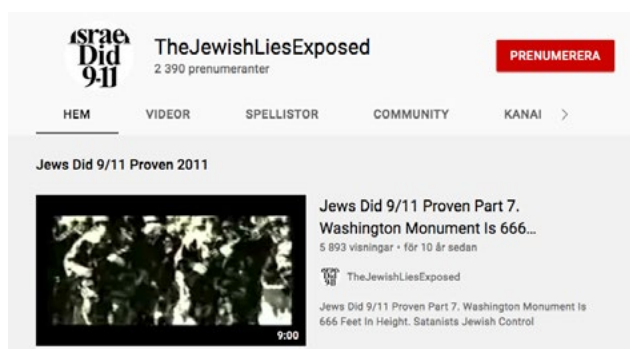 Israel
Did
9-11
TheJewishLiesExposed
2 390 prenumeranter
PRENUMERERA
HEM
VIDEOR
SPELLISTOR
COMMUNITY
KANAI
>
Jews Did 9/11 Proven 2011
Jews Did 9/11 Proven Part 7.
Washington Monument Is 666...
5 893 visningar • för 10 år sedan
TheJewishLiesExposed
Jews Did 9/11 Proven Part 7. Washington Monument Is
666 Feet In Height. Satanists Jewish Control
9:00